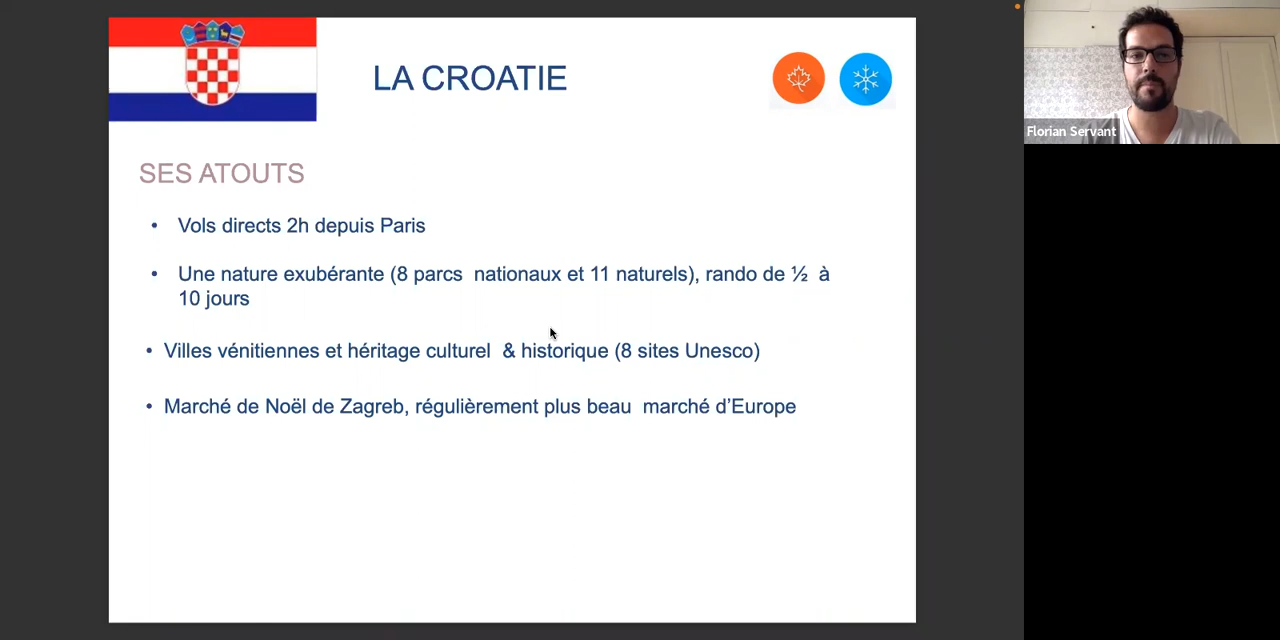 LA CROATIE
SES ATOUTS
• Vols directs 2h depuis Paris
• Une nature exubérante (8 parcs  nationaux et 11 naturels), rando de ½  à
10 jours
• Villes vénitiennes et héritage culturel  & historique (8 sites Unesco)
• Marché de Noël de Zagreb, régulièrement plus beau  marché d’Europe
Florian Servant